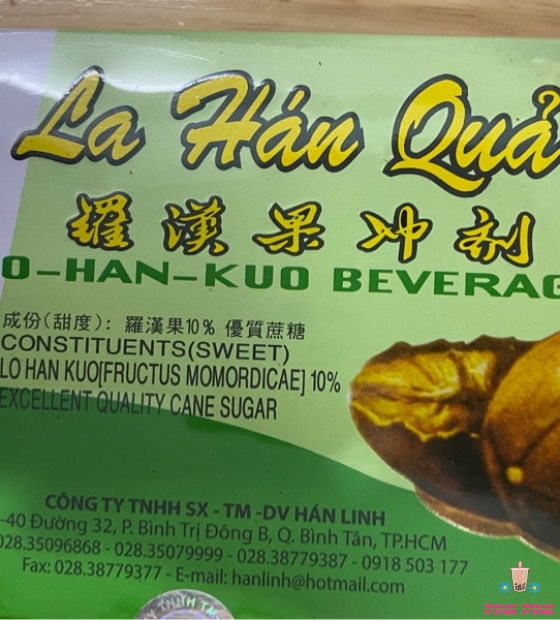 La Hán Quả
羅漢果冲剂
O-HAN-KUO BEVERAG
成份(甜度): 羅漢果10% 優質蔗糖
CONSTITUENTS(SWEET)
LO HAN KUO[FRUCTUS MOMORDICAE] 10%
EXCELLENT QUALITY CANE SUGAR
CÔNG TY TNHH SX - TM -DV HÁN LINH
-40 Đường 32, P. Bình Trị Đông B, Q. Bình Tân, TP.HCM
028.35096868 - 028.35079999 - 028.38779387 - 0918 503 177
Fax: 028.38779377 - E-mail: hanlinh@hotmail.com
TNHH TM